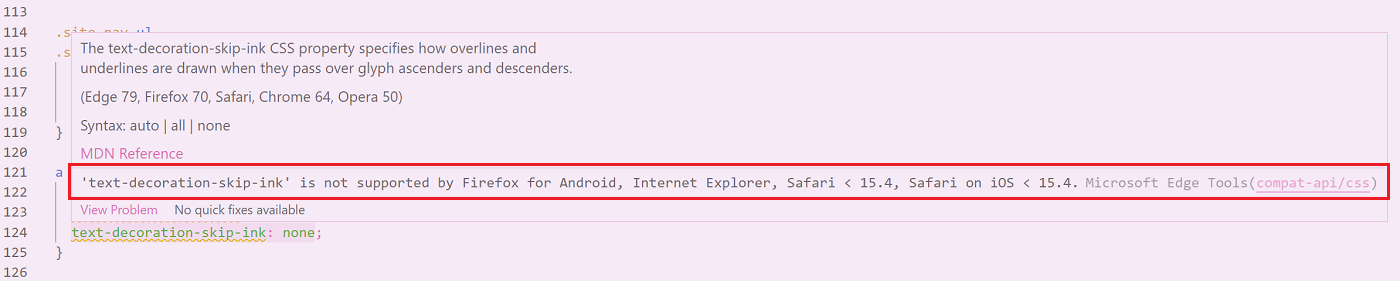 113
114 .site-nav ul
115 .s
The text-decoration-skip-ink CSS property specifies how overlines and
116
underlines are drawn when they pass over glyph ascenders and descenders.
117
(Edge 79, Firefox 70, Safari, Chrome 64, Opera 50)
118
119 }
Syntax: auto | all | none
120
MDN Reference
121 a
'text-decoration-skip-ink' is not supported by Firefox for Android, Internet Explorer, Safari < 15.4, Safari on iOS < 15.4. Microsoft Edge Tools(compat-api/css)
122
123
View Problem No quick fixes available
124 text-decoration-skip-ink: none;
125 }
126